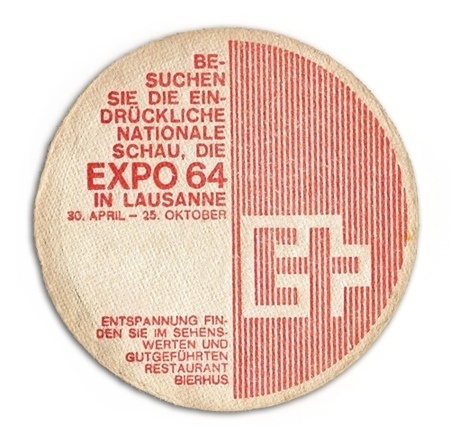 BE-
SUCHEN
SIE DIE EIN-
DRÜCKLICHE
NATIONALE
SCHAU, DIE
EXPO 64
IN LAUSANNE
30. APRIL – 25. OKTOBER
ENTSPANNUNG FIN-
DEN SIE IM SEHENS-
WERTEN UND
GUTGEFÜHRTEN
RESTAURANT
BIERHUS